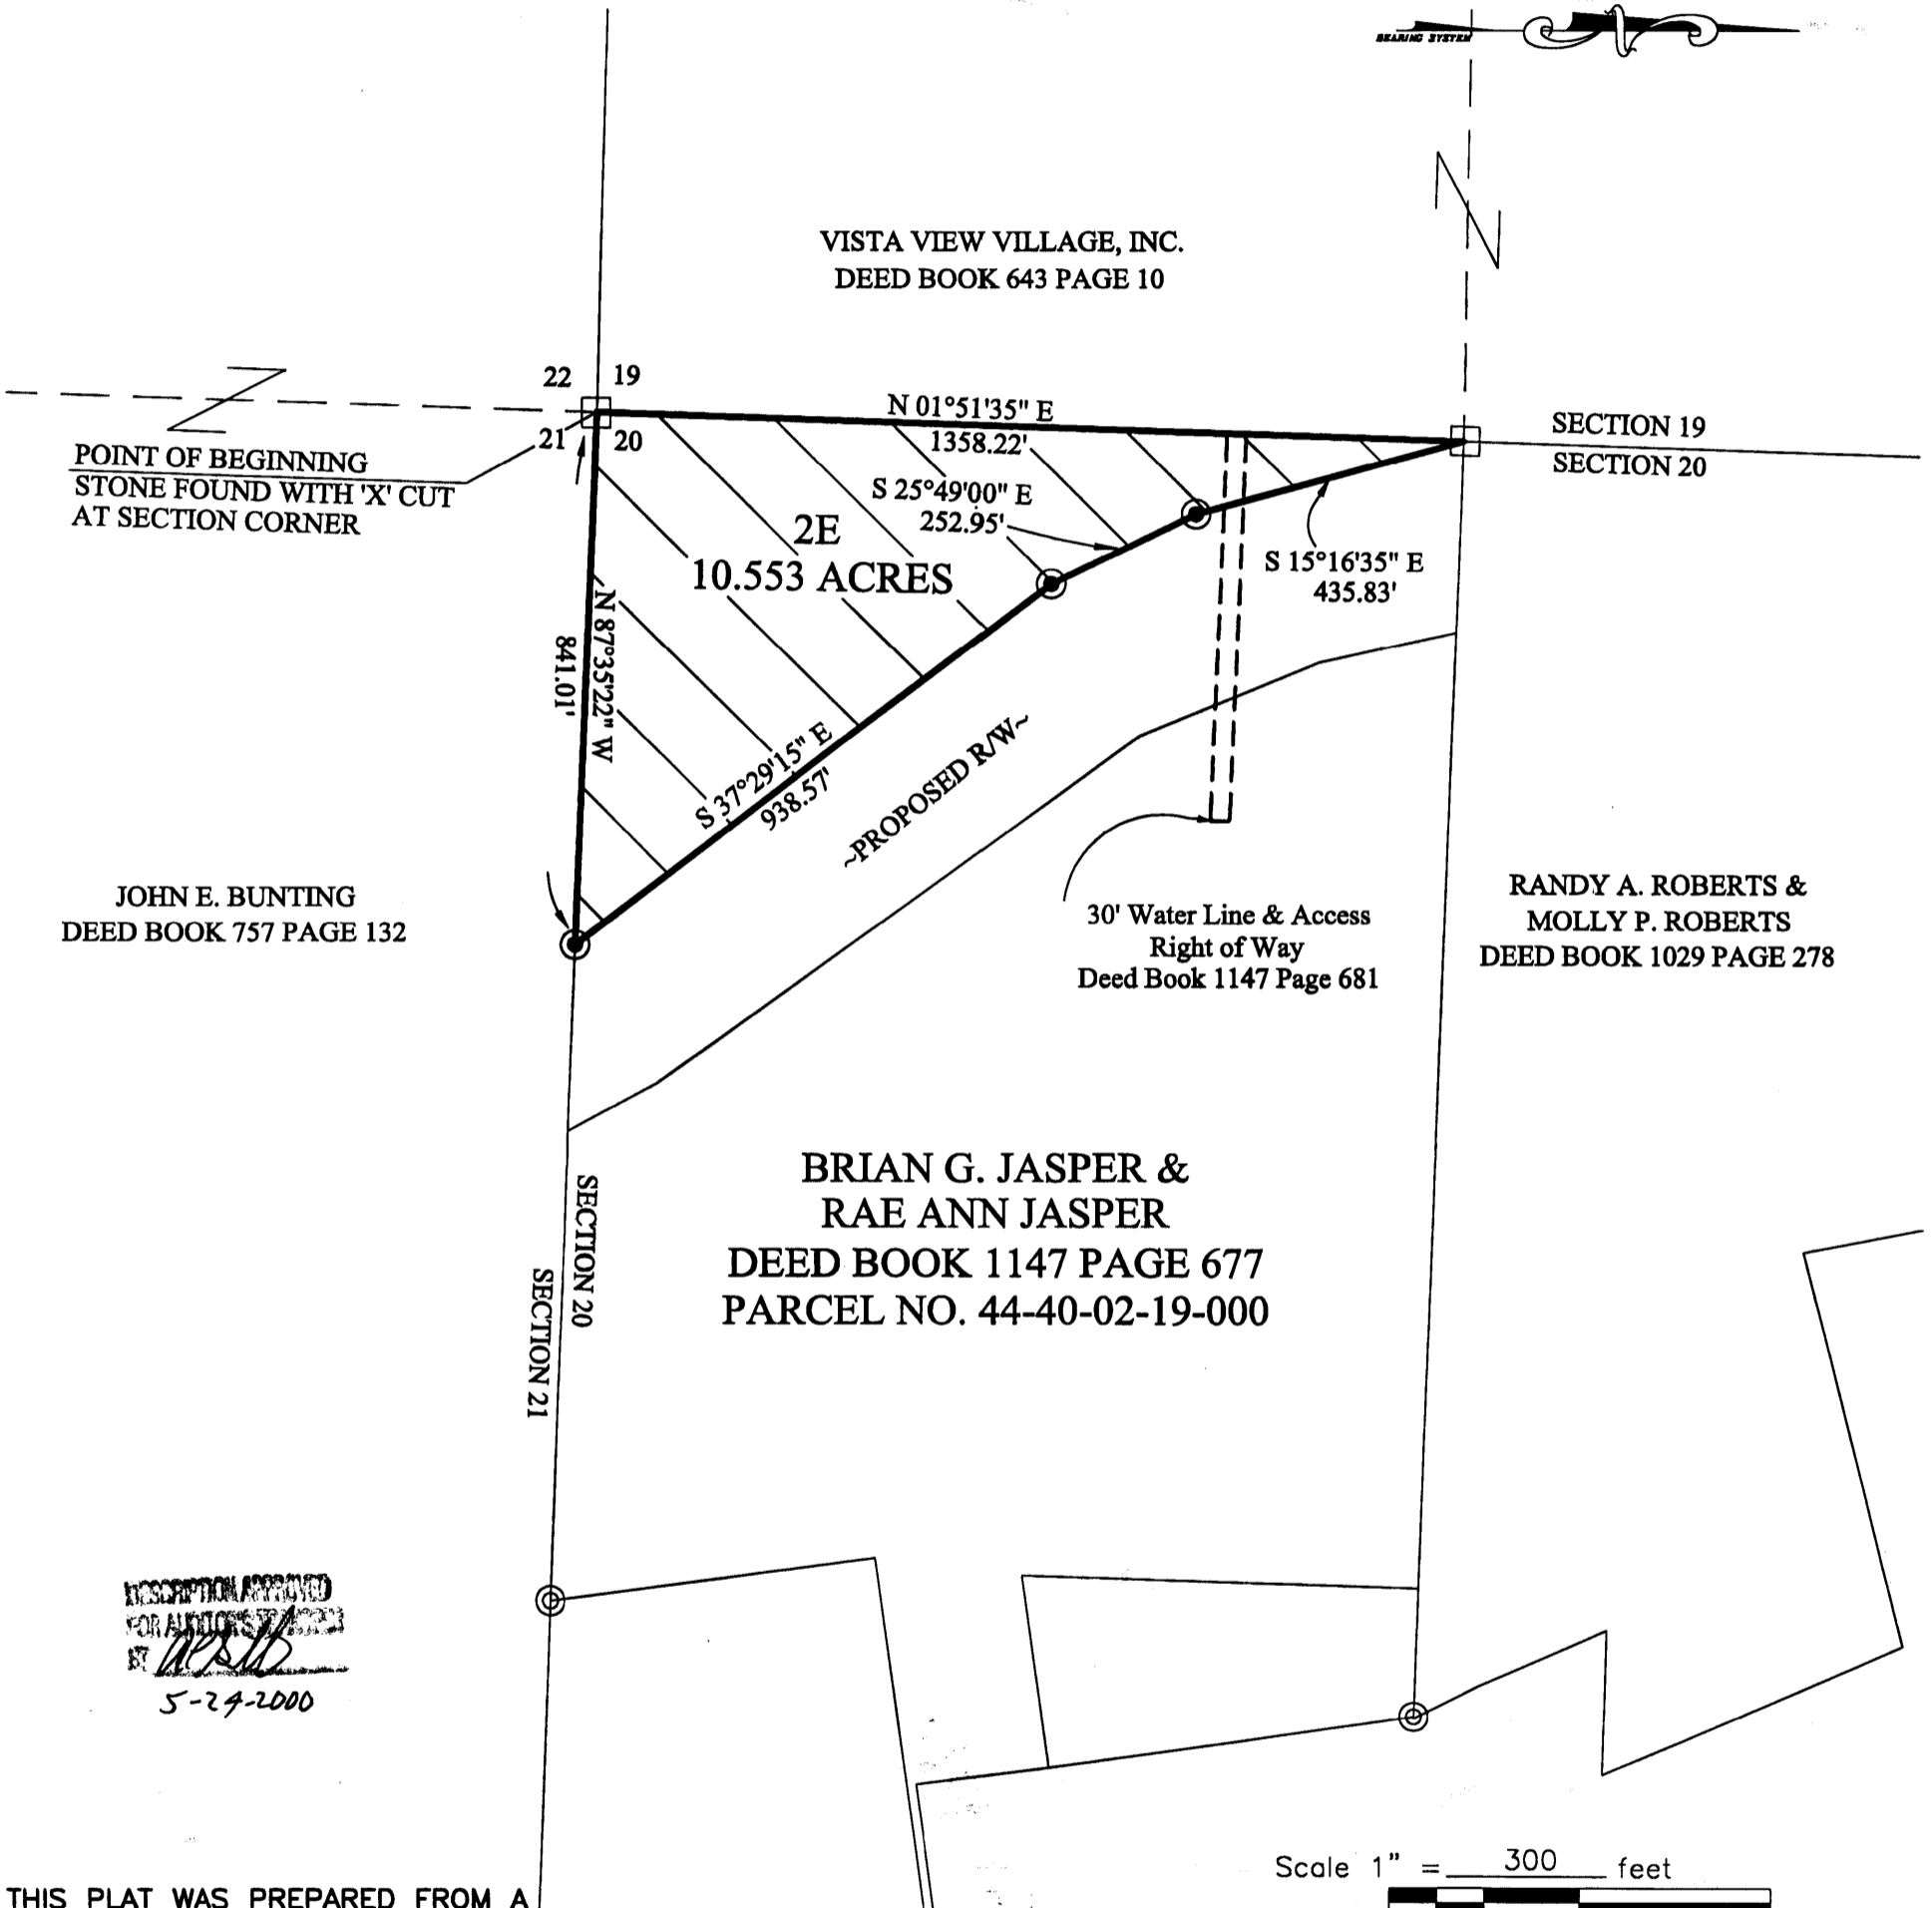 BEARING SYSTEM
VISTA VIEW VILLAGE, INC.
DEED BOOK 643 PAGE 10
22 19
21 20
POINT OF BEGINNING
STONE FOUND WITH 'X' CUT
AT SECTION CORNER
N 01°51'35" E
1358.22'
SECTION 19
SECTION 20
S 25°49'00" E
252.95'
2E
10.553 ACRES
S 15°16'35" E
435.83'
N 87°35'22" W
841.01'
S 37°29'15" E
938.57'
~PROPOSED R/W~
JOHN E. BUNTING
DEED BOOK 757 PAGE 132
30' Water Line & Access
Right of Way
Deed Book 1147 Page 681
RANDY A. ROBERTS &
MOLLY P. ROBERTS
DEED BOOK 1029 PAGE 278
BRIAN G. JASPER &
RAE ANN JASPER
DEED BOOK 1147 PAGE 677
PARCEL NO. 44-40-02-19-000
SECTION 20
SECTION 21
DESCRIPTION APPROVED
FOR AUDITOR'S
BY
5-24-2000
Scale 1" = 300 feet
THIS PLAT WAS PREPARED FROM A